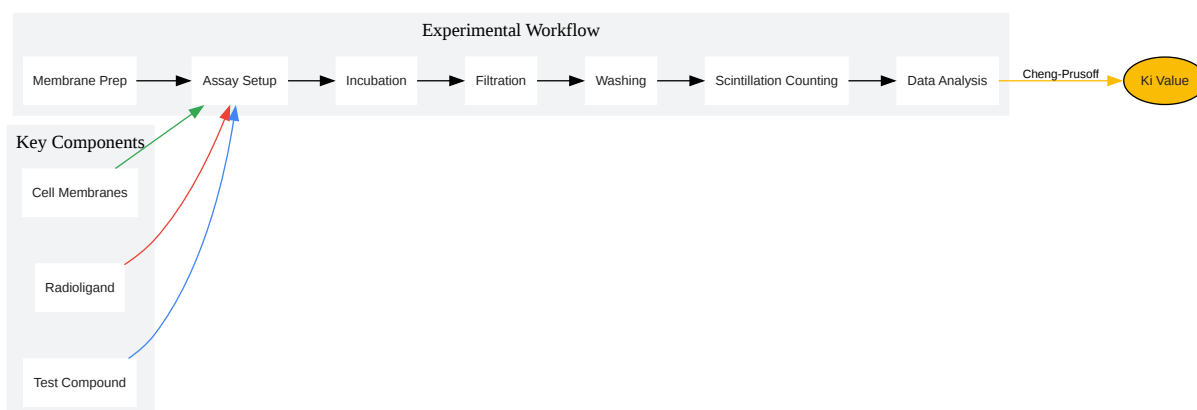 Experimental Workflow
Membrane Prep
Assay Setup
Incubation
Filtration
Washing
Scintillation Counting
Data Analysis
Cheng-Prusoff
Ki Value
Key Components
Cell Membranes
Radioligand
Test Compound